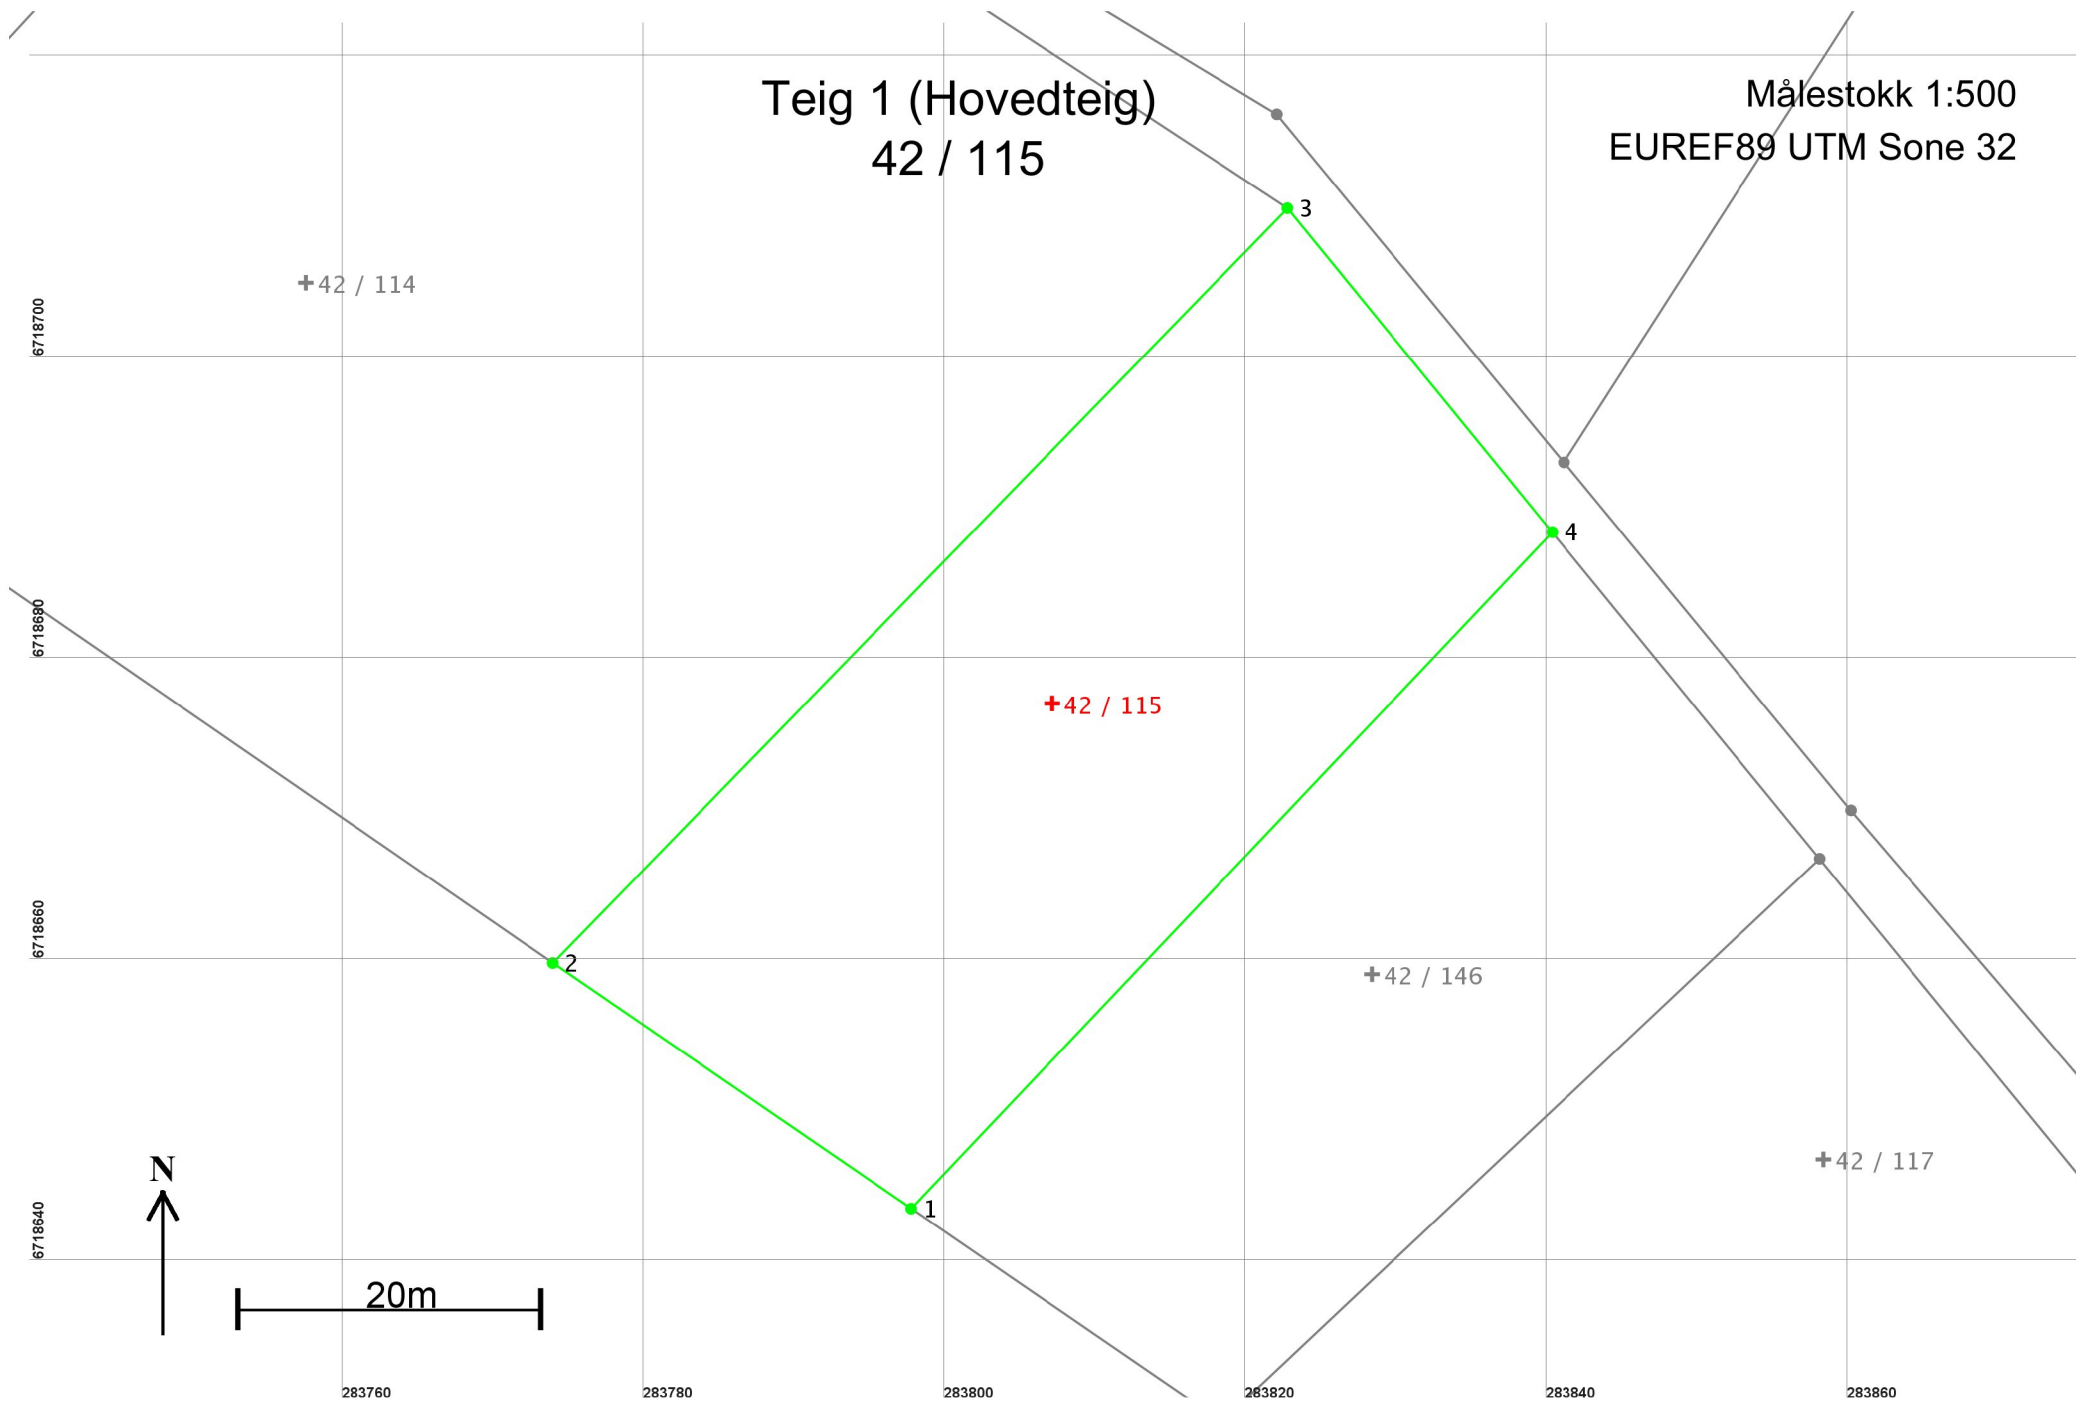 Teig 1 (Hovedteig)
42 / 115
Målestokk 1:500
EUREF89 UTM Sone 32
3
42 / 114
6718700
4
6718680
42 / 115
6718660
2
42 / 146
42 / 117
N
1
6718640
20m
283760
283780
283800
283820
283840
283860